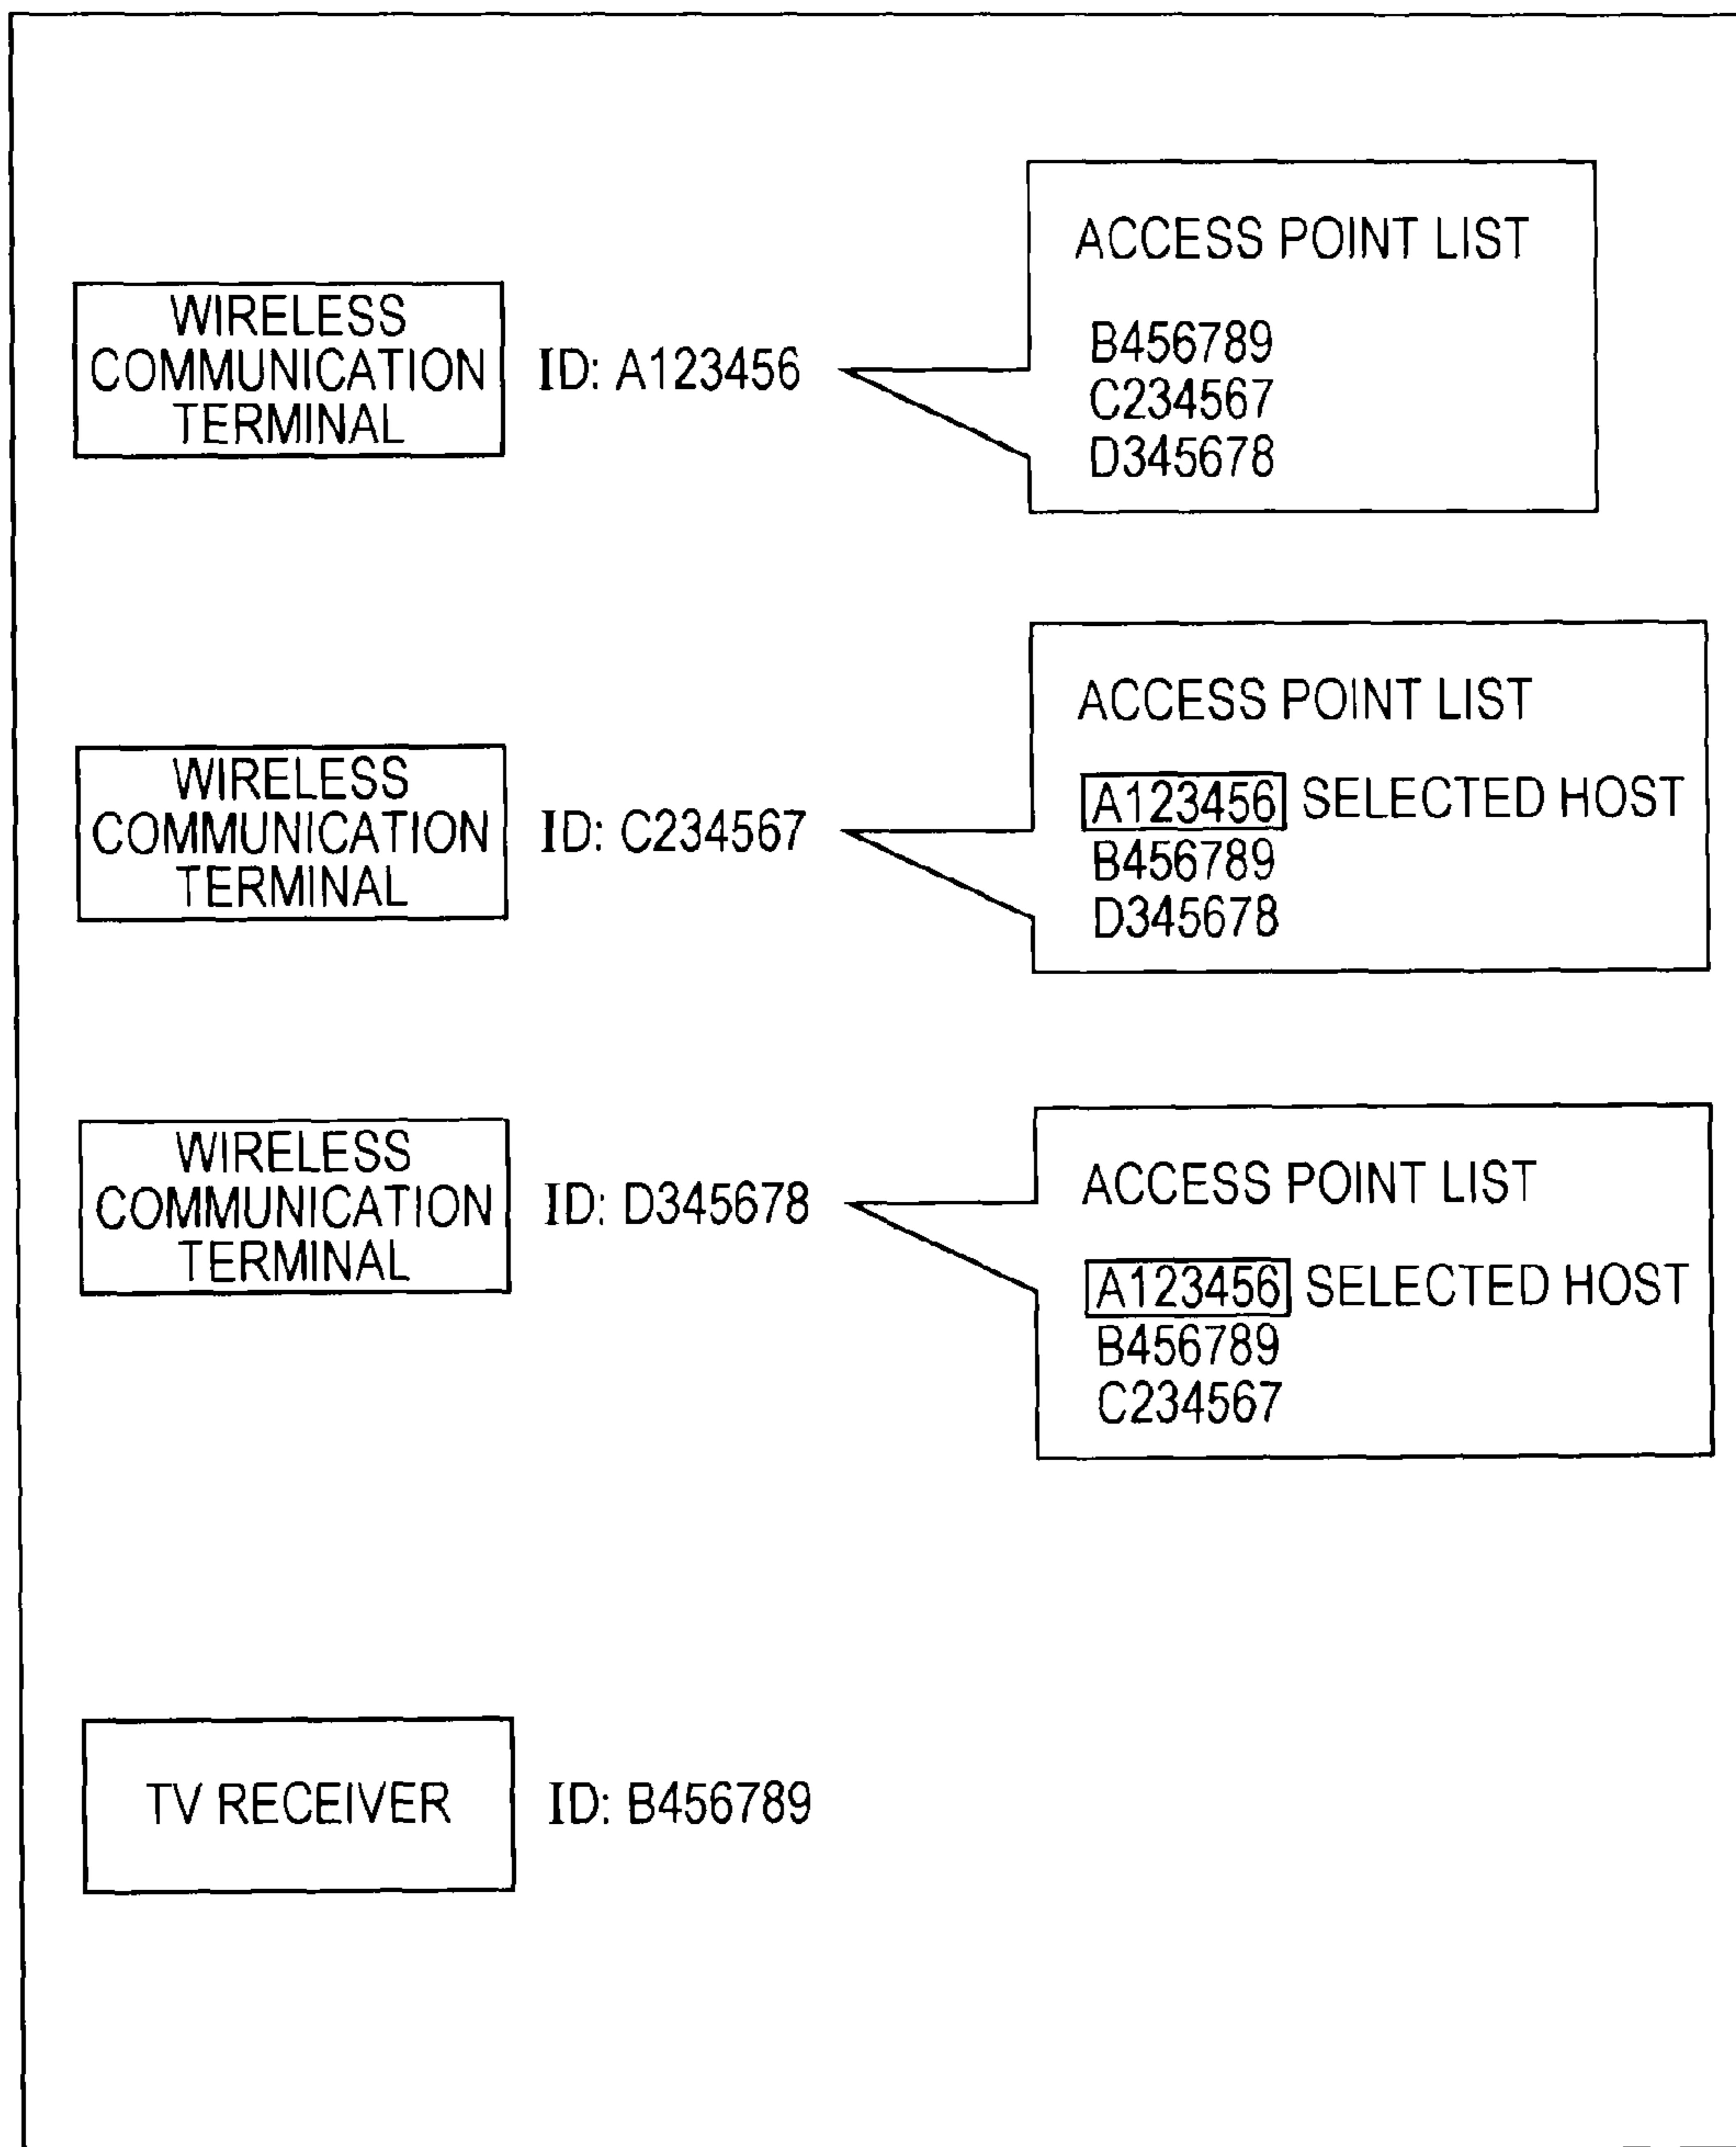 WIRELESS
COMMUNICATION
TERMINAL
ID: A123456
ACCESS POINT LIST
B456789
C234567
D345678
WIRELESS
COMMUNICATION
TERMINAL
ID: C234567
ACCESS POINT LIST
A123456 SELECTED HOST
B456789
D345678
WIRELESS
COMMUNICATION
TERMINAL
ID: D345678
ACCESS POINT LIST
A123456 SELECTED HOST
B456789
C234567
TV RECEIVER
ID: B456789